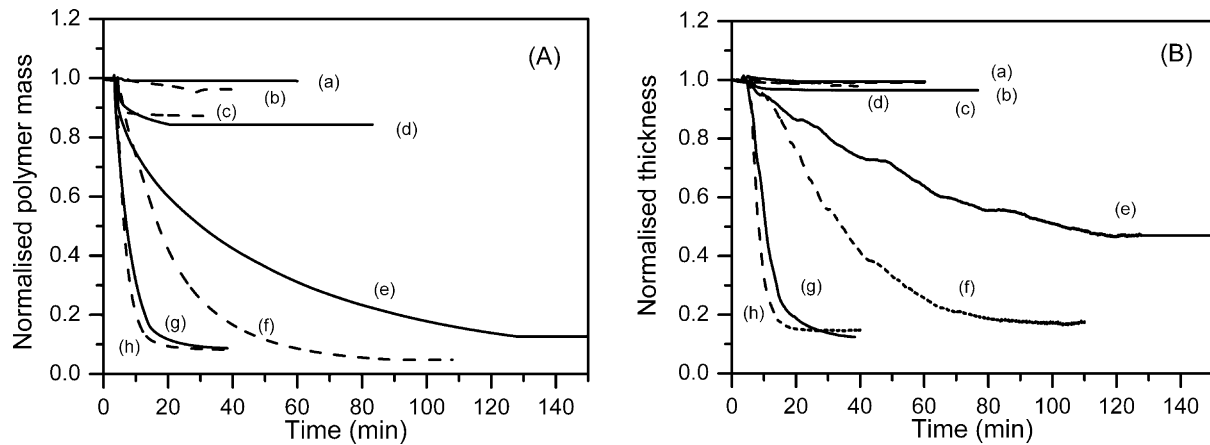 (A)
Normalised polymer mass
1.2
1.0
0.8
0.6
0.4
0.2
0.0
(a)
(b)
(c)
(d)
(e)
(f)
(g)
(h)
0 20 40 60 80 100 120 140
Time (min)
(B)
Normalised thickness
1.2
1.0
0.8
0.6
0.4
0.2
0.0
(a)
(b)
(d)
(c)
(e)
(f)
(g)
(h)
0 20 40 60 80 100 120 140
Time (min)